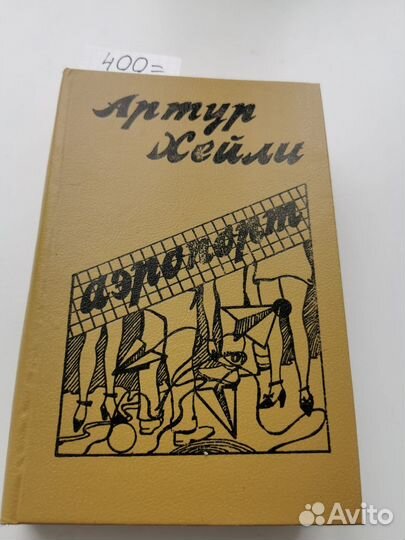 400=
Артур
Хейли
аэропорт
Avito